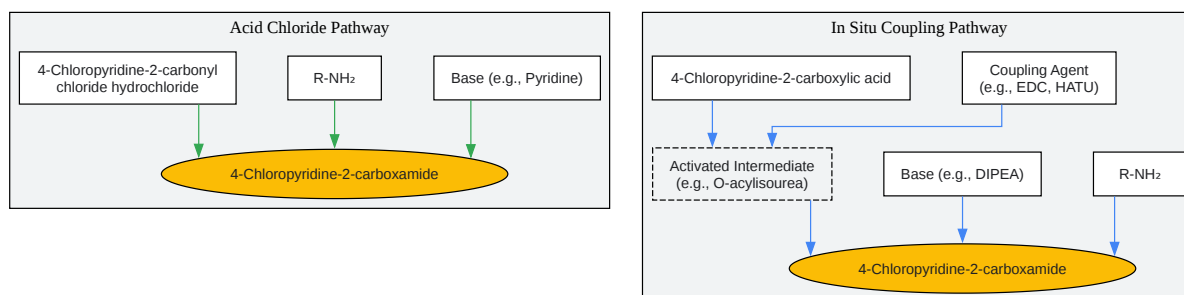 Acid Chloride Pathway
4-Chloropyridine-2-carbonyl
chloride hydrochloride
R-NH₂
Base (e.g., Pyridine)
4-Chloropyridine-2-carboxamide
In Situ Coupling Pathway
4-Chloropyridine-2-carboxylic acid
Coupling Agent
(e.g., EDC, HATU)
Activated Intermediate
(e.g., O-acylisourea)
Base (e.g., DIPEA)
R-NH₂
4-Chloropyridine-2-carboxamide